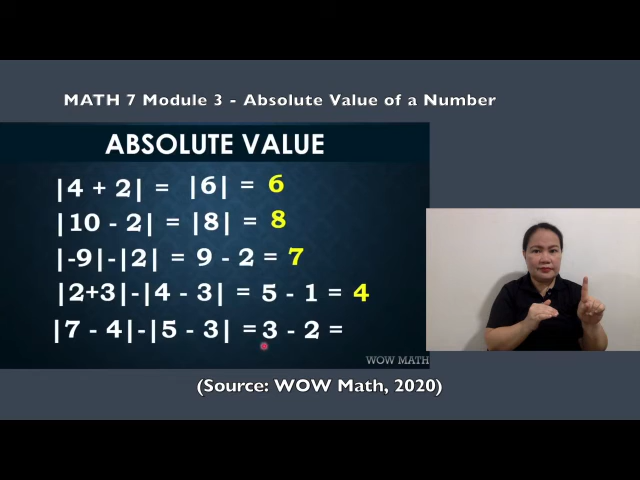 MATH 7 Module 3 - Absolute Value of a Number
ABSOLUTE VALUE
|4 + 2| = |6| = 6
|10 - 2| = |8| = 8
|-9|-|2| = 9 - 2 = 7
|2+3|-|4 - 3| = 5 - 1 = 4
|7 - 4|-|5 - 3| = 3 - 2 =
WOW MATH
(Source: WOW Math, 2020)